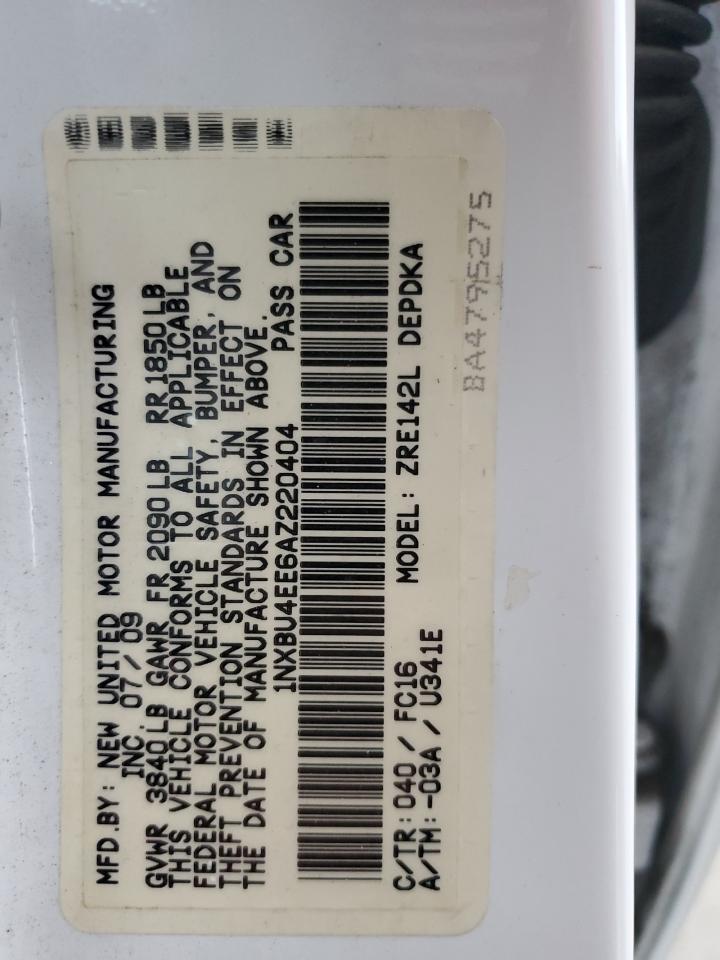 MFD.BY: NEW UNITED MOTOR MANUFACTURING
INC. 07/09
GVWR 3840LB GAWR FR 2090LB RR 1850LB
THIS VEHICLE CONFORMS TO ALL APPLICABLE
FEDERAL MOTOR VEHICLE SAFETY, BUMPER, AND
THEFT PREVENTION STANDARDS IN EFFECT ON
THE DATE OF MANUFACTURE SHOWN ABOVE.
1NXBU4EE6AZ220404 PASS CAR
C/TR: 040 / FC16 MODEL: ZRE142L DEPDKA
A/TM: -03A / U341E
BA4795275